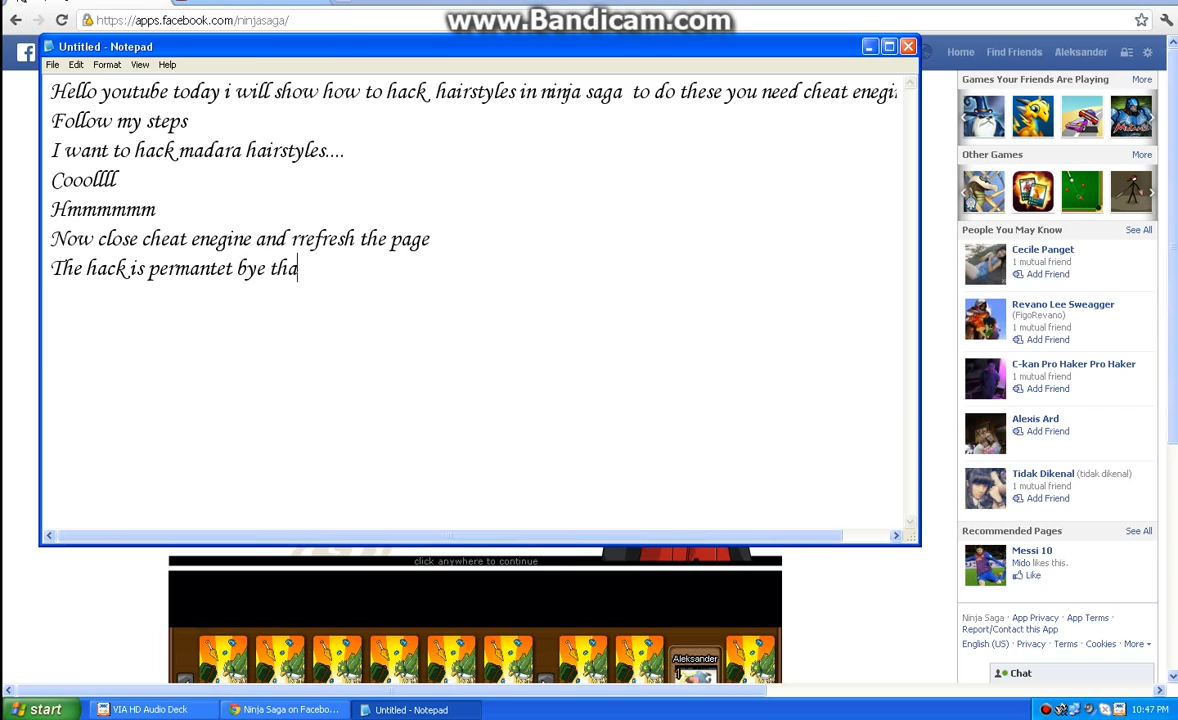 www.Bandicam.com
https://apps.facebook.com/ninjasaga/
Untitled - Notepad
File Edit Format View Help
Hello youtube today i will show how to hack hairstyles in ninja saga to do these you need cheat enegin
Follow my steps
I want to hack madara hairstyles....
Cooollll
Hmmmmmm
Now close cheat enegine and rrefresh the page
The hack is permantet bye tha
Home Find Friends Aleksander
Games Your Friends Are Playing More
Other Games More
People You May Know See All
Cecile Panget
1 mutual friend
Add Friend
Revano Lee Sweagger
(FigoRevano)
1 mutual friend
Add Friend
C-kan Pro Haker Pro Haker
1 mutual friend
Add Friend
Alexis Ard
Add Friend
Tidak Dikenal (tidak dikenal)
1 mutual friend
Add Friend
Recommended Pages See All
Messi 10
Mido likes this.
Like
Ninja Saga · App Privacy · App Terms ·
Report/Contact this App
English (US) · Privacy · Terms · Cookies · More
Chat
click anywhere to continue
Aleksander
start VIA HD Audio Deck Ninja Saga on Facebo... Untitled - Notepad 10:47 PM